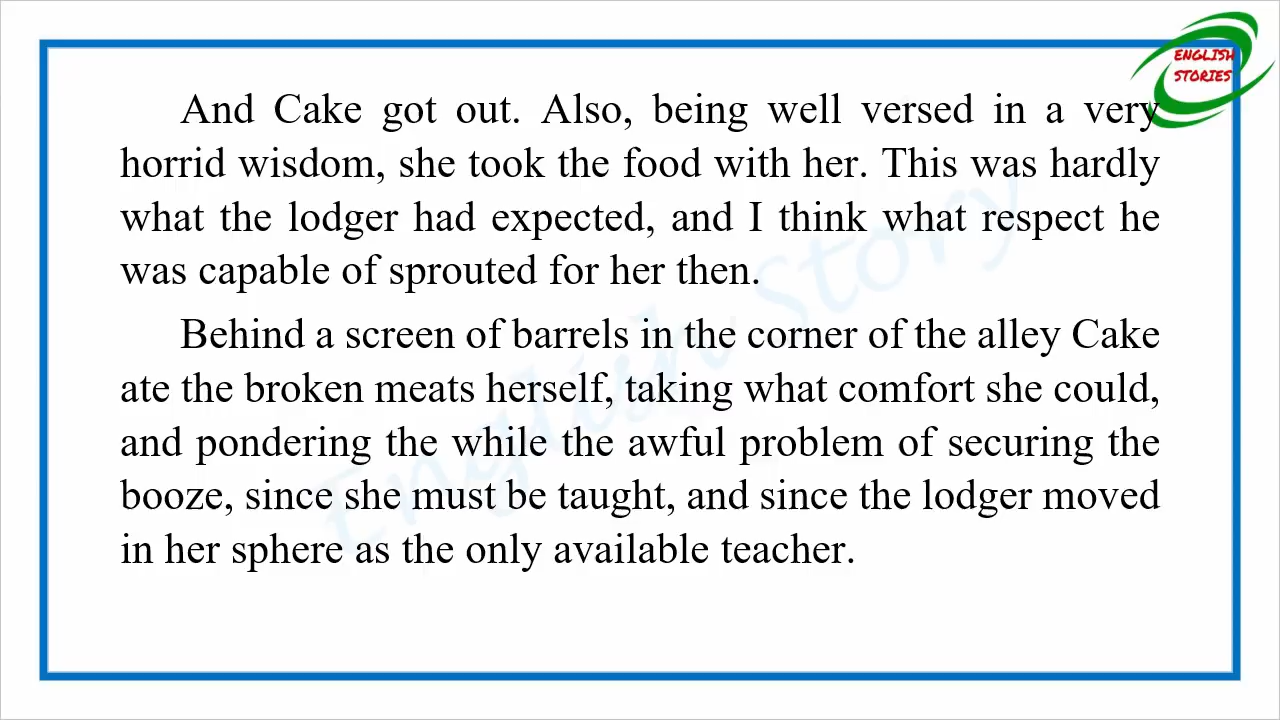 ENGLISH
STORIES
And Cake got out. Also, being well versed in a very
horrid wisdom, she took the food with her. This was hardly
what the lodger had expected, and I think what respect he
was capable of sprouted for her then.
Behind a screen of barrels in the corner of the alley Cake
ate the broken meats herself, taking what comfort she could,
and pondering the while the awful problem of securing the
booze, since she must be taught, and since the lodger moved
in her sphere as the only available teacher.
English Story